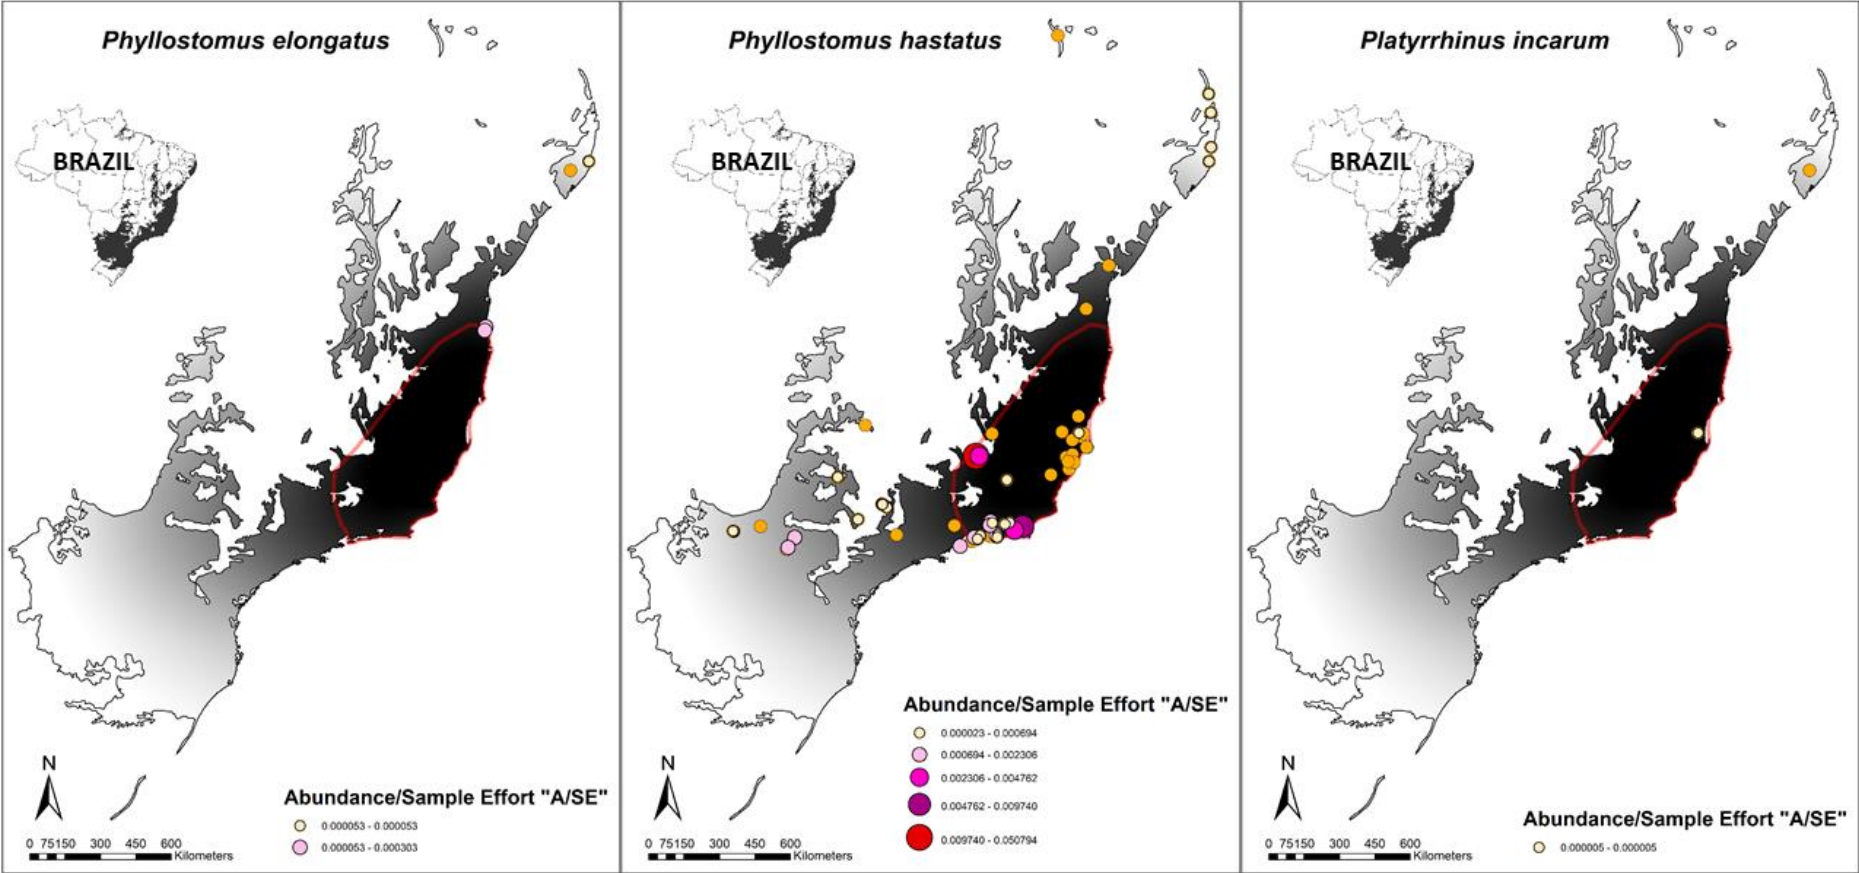 Phyllostomus elongatus
BRAZIL
N
0 75150 300 450 600
Kilometers
Abundance/Sample Effort "A/SE"
0.000053 - 0.000053
0.000053 - 0.000303
Phyllostomus hastatus
BRAZIL
N
0 75150 300 450 600
Kilometers
Abundance/Sample Effort "A/SE"
0.000023 - 0.000694
0.000694 - 0.002306
0.002306 - 0.004762
0.004762 - 0.009740
0.009740 - 0.050794
Platyrrhinus incarum
BRAZIL
N
0 75150 300 450 600
Kilometers
Abundance/Sample Effort "A/SE"
0.000005 - 0.000005